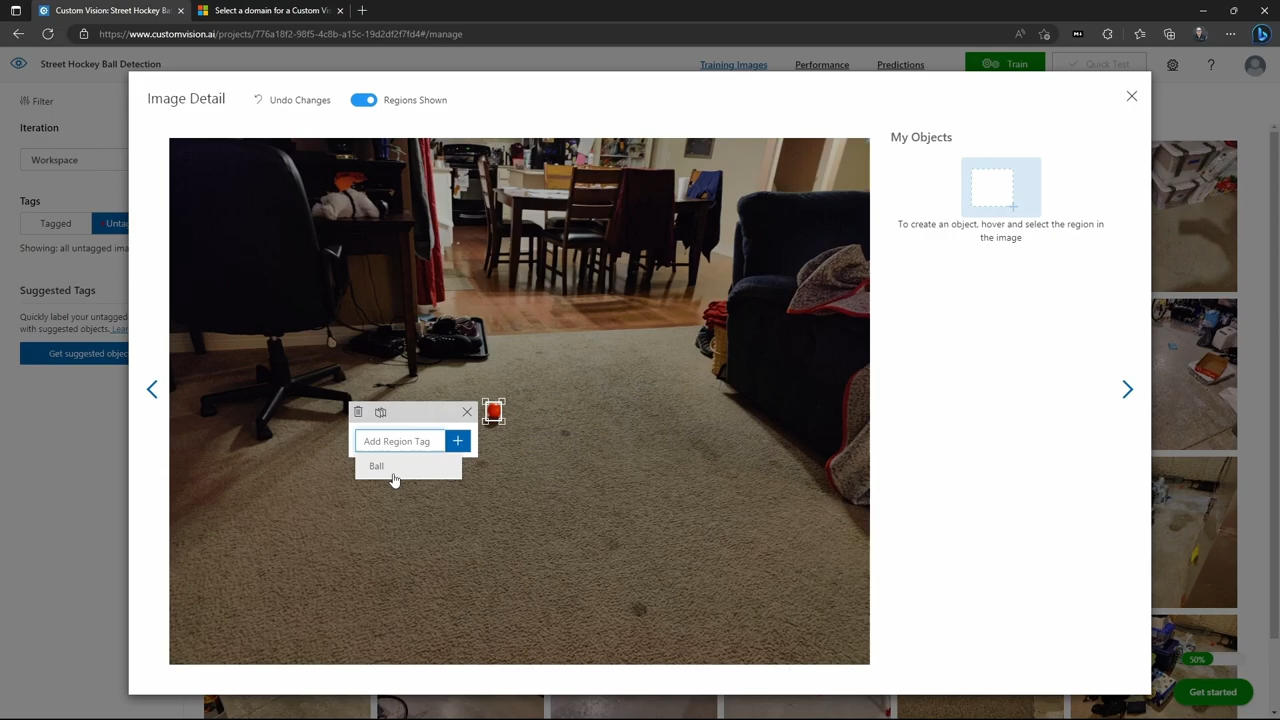 Custom Vision: Street Hockey Ba
Select a domain for a Custom Vi
https://www.customvision.ai/projects/776a18f2-98f5-4c8b-a15c-19d2df2f7fd4#/manage
Street Hockey Ball Detection
Training Images
Performance
Predictions
Train
Quick Test
?
Image Detail
Undo Changes
Regions Shown
Filter
Iteration
Workspace
Tags
Tagged
Untag
Showing: all untagged ima
Suggested Tags
Quickly label your untagged
with suggested objects. Lear
Get suggested object
My Objects
To create an object, hover and select the region in
the image
Add Region Tag
Ball
50%
Get started